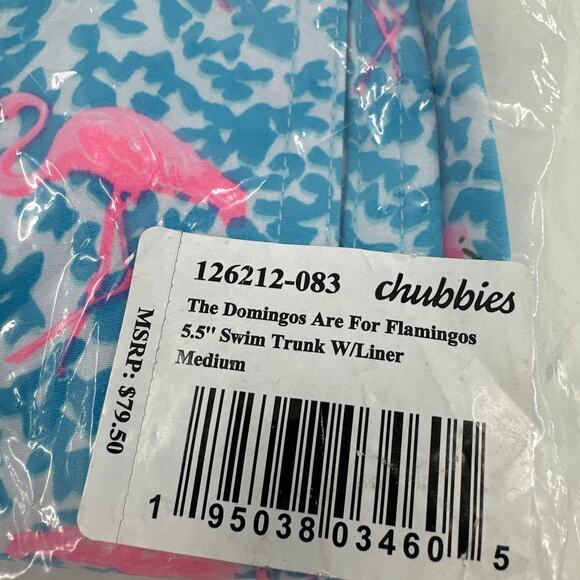 126212-083 chubbies
The Domingos Are For Flamingos
5.5" Swim Trunk W/Liner
Medium
MSRP: $79.50
1 95038 03460 5